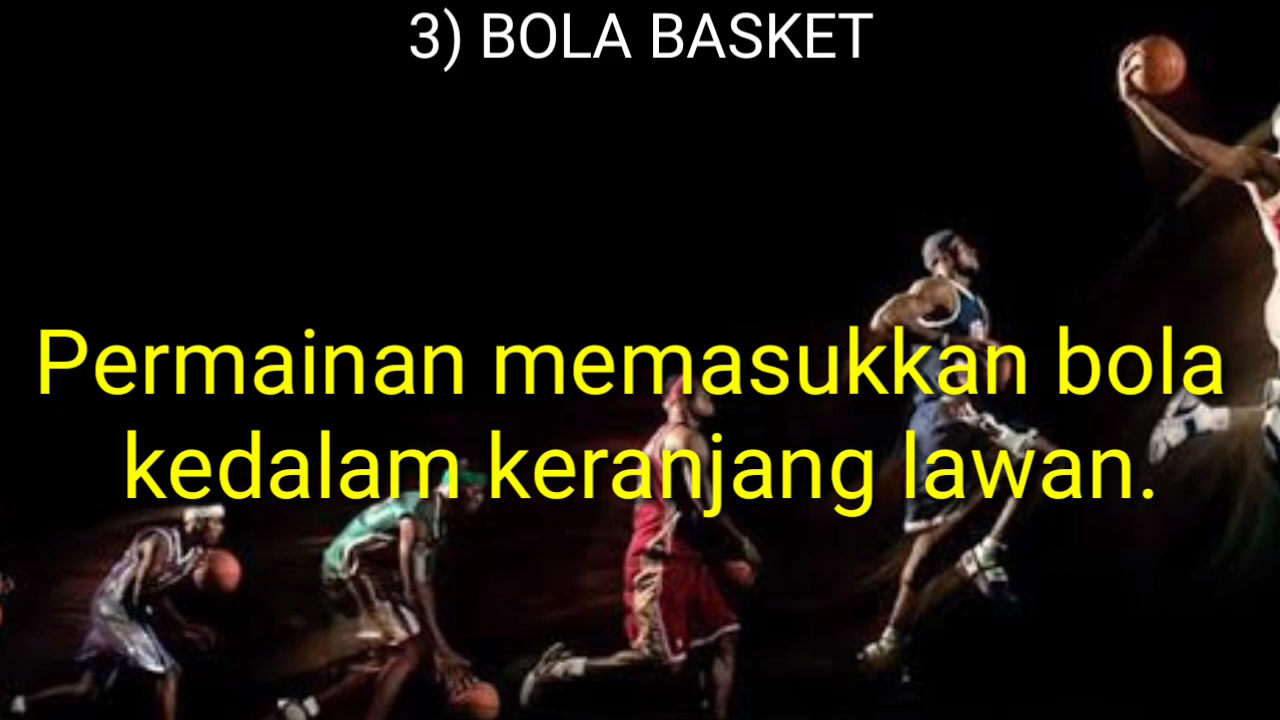 3) BOLA BASKET
Permainan memasukkan bola
kedalam keranjang lawan.